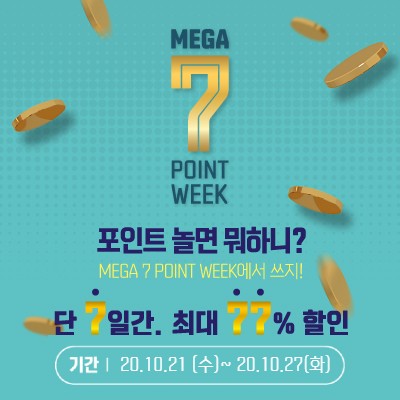 MEGA
7
POINT
WEEK
포인트 놀면 뭐하니?
MEGA 7 POINT WEEK에서 쓰지!
단 7일간. 최대 77% 할인
기간 | 20.10.21 (수)~ 20.10.27(화)